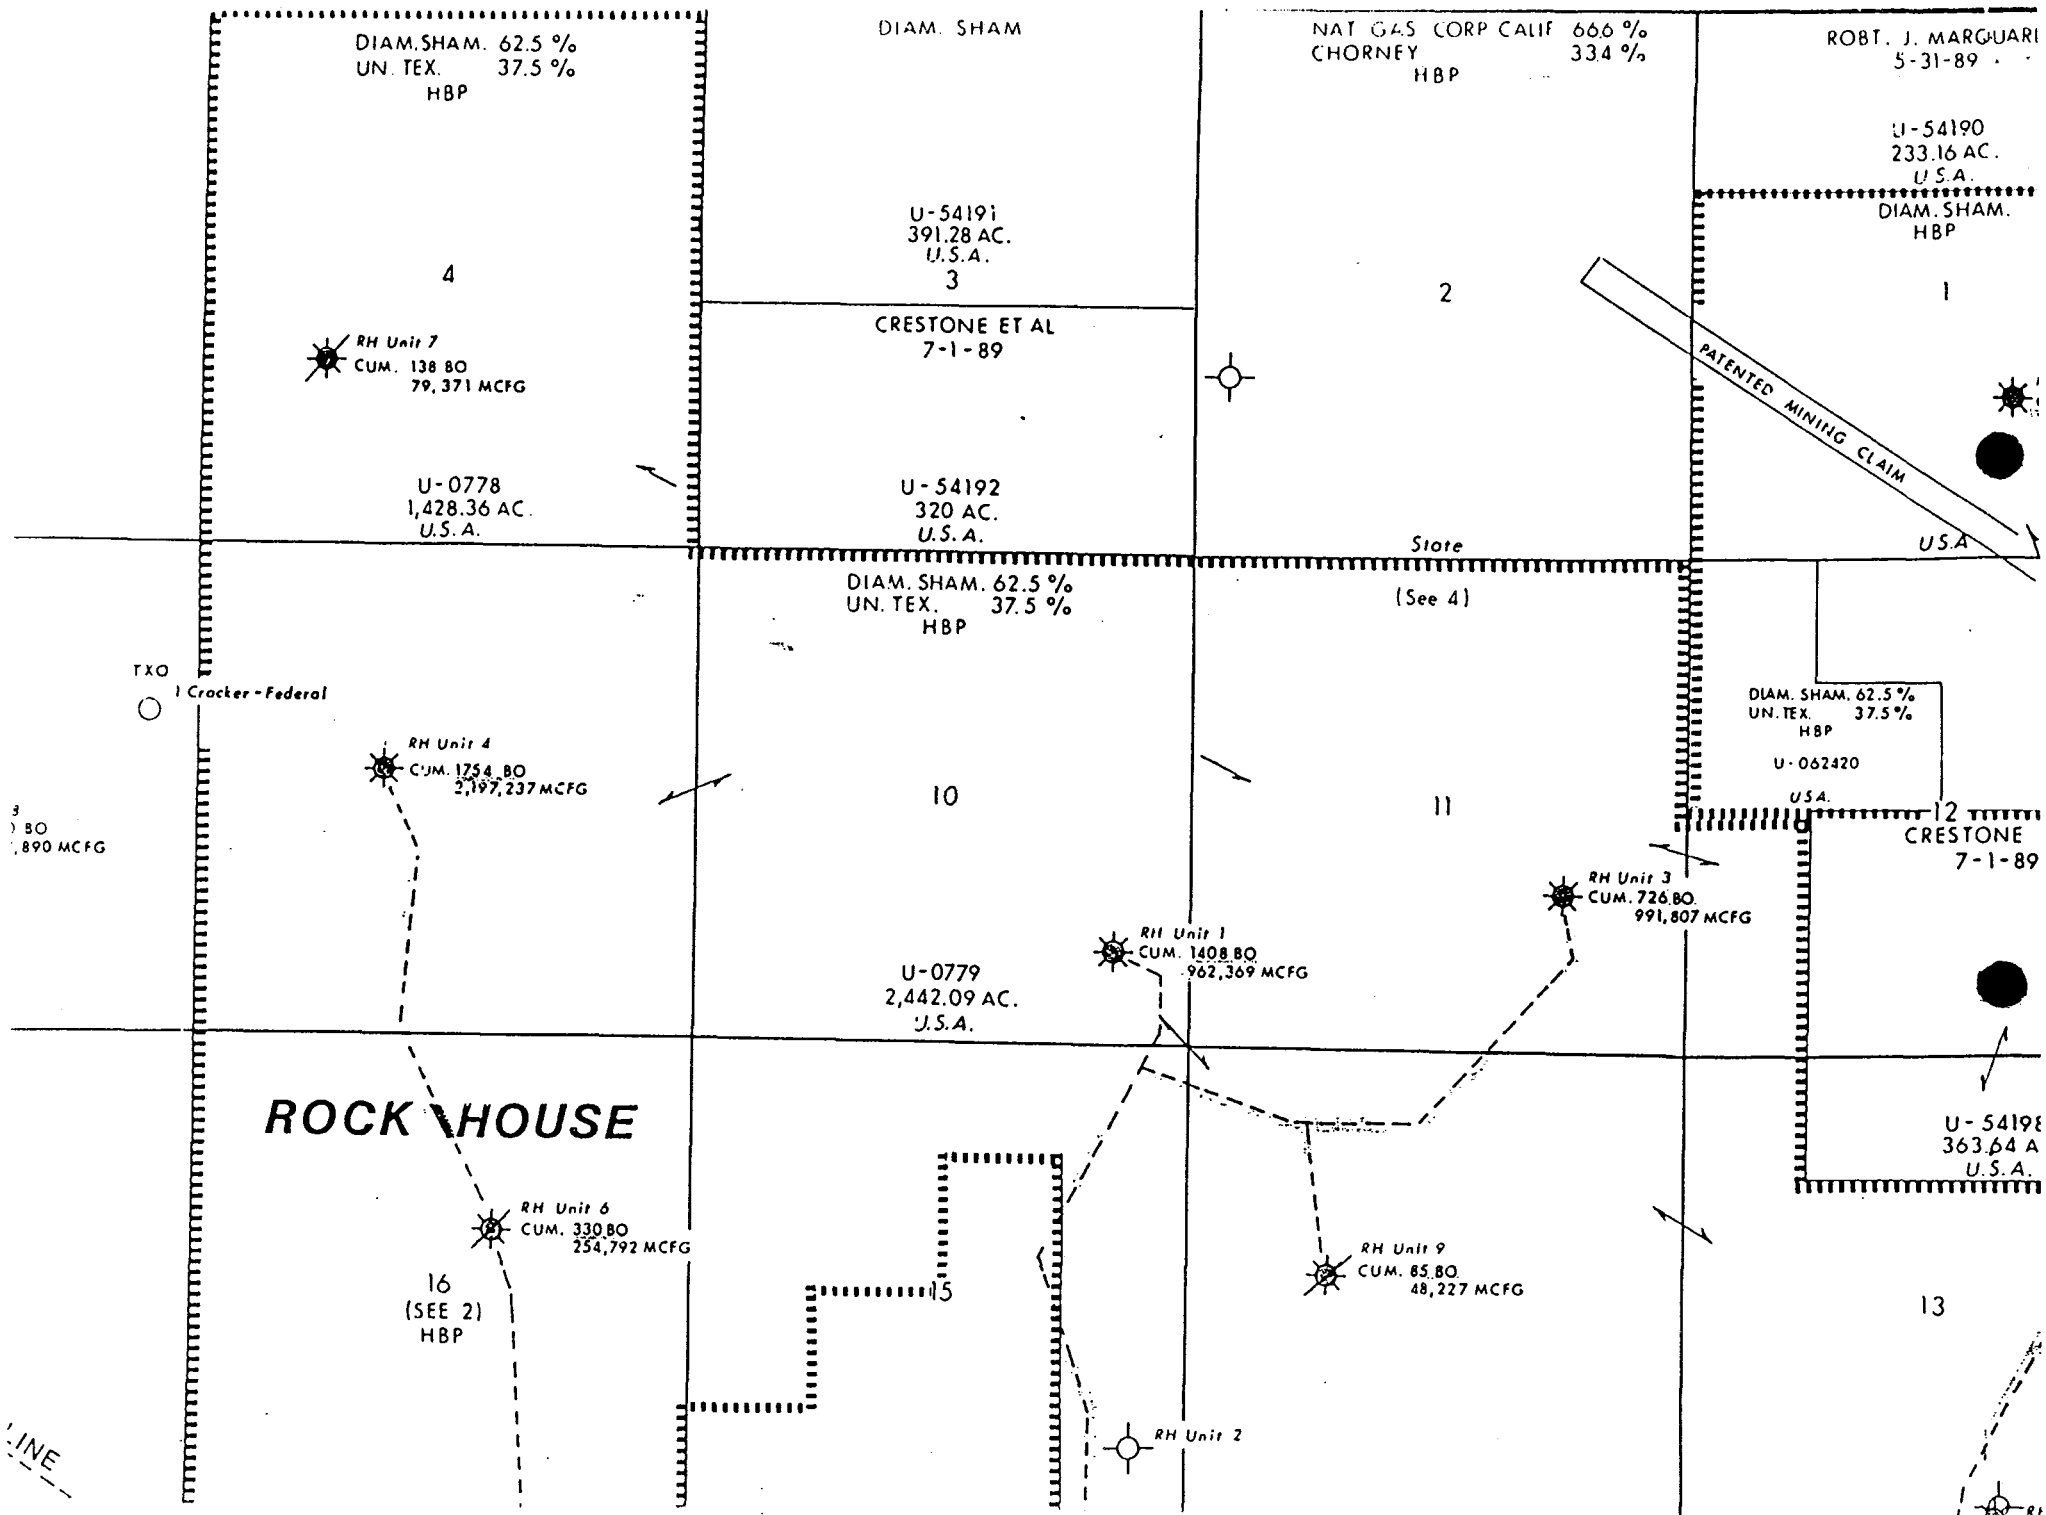 DIAM. SHAM. 62.5 %
UN. TEX. 37.5 %
HBP
4
RH Unit 7
CUM. 138 BO
79,371 MCFG
U-0778
1,428.36 AC.
U.S.A.
DIAM. SHAM
U-54191
391.28 AC.
U.S.A.
3
CRESTONE ET AL
7-1-89
U-54192
320 AC.
U.S.A.
NAT GAS CORP CALIF 66.6 %
CHORNEY 33.4 %
HBP
2
State
ROBT. J. MARGUARI
5-31-89
U-54190
233.16 AC.
U.S.A.
DIAM. SHAM.
HBP
1
PATENTED MINING CLAIM
U.S.A
TXO
1 Crocker-Federal
RH Unit 4
CUM. 1754 BO
2,197,237 MCFG
BO
,890 MCFG
DIAM. SHAM. 62.5 %
UN. TEX. 37.5 %
HBP
10
RH Unit 1
CUM. 1408 BO
962,369 MCFG
U-0779
2,442.09 AC.
U.S.A.
(See 4)
11
RH Unit 3
CUM. 726 BO.
991,807 MCFG
DIAM. SHAM. 62.5 %
UN. TEX. 37.5 %
HBP
U-062420
U.S.A.
12
CRESTONE
7-1-89
U-54198
363.64 A
U.S.A.
ROCK HOUSE
RH Unit 6
CUM. 330 BO
254,792 MCFG
16
(SEE 2)
HBP
15
RH Unit 9
CUM. 85 BO.
48,227 MCFG
13
RH Unit 2
LINE
RH